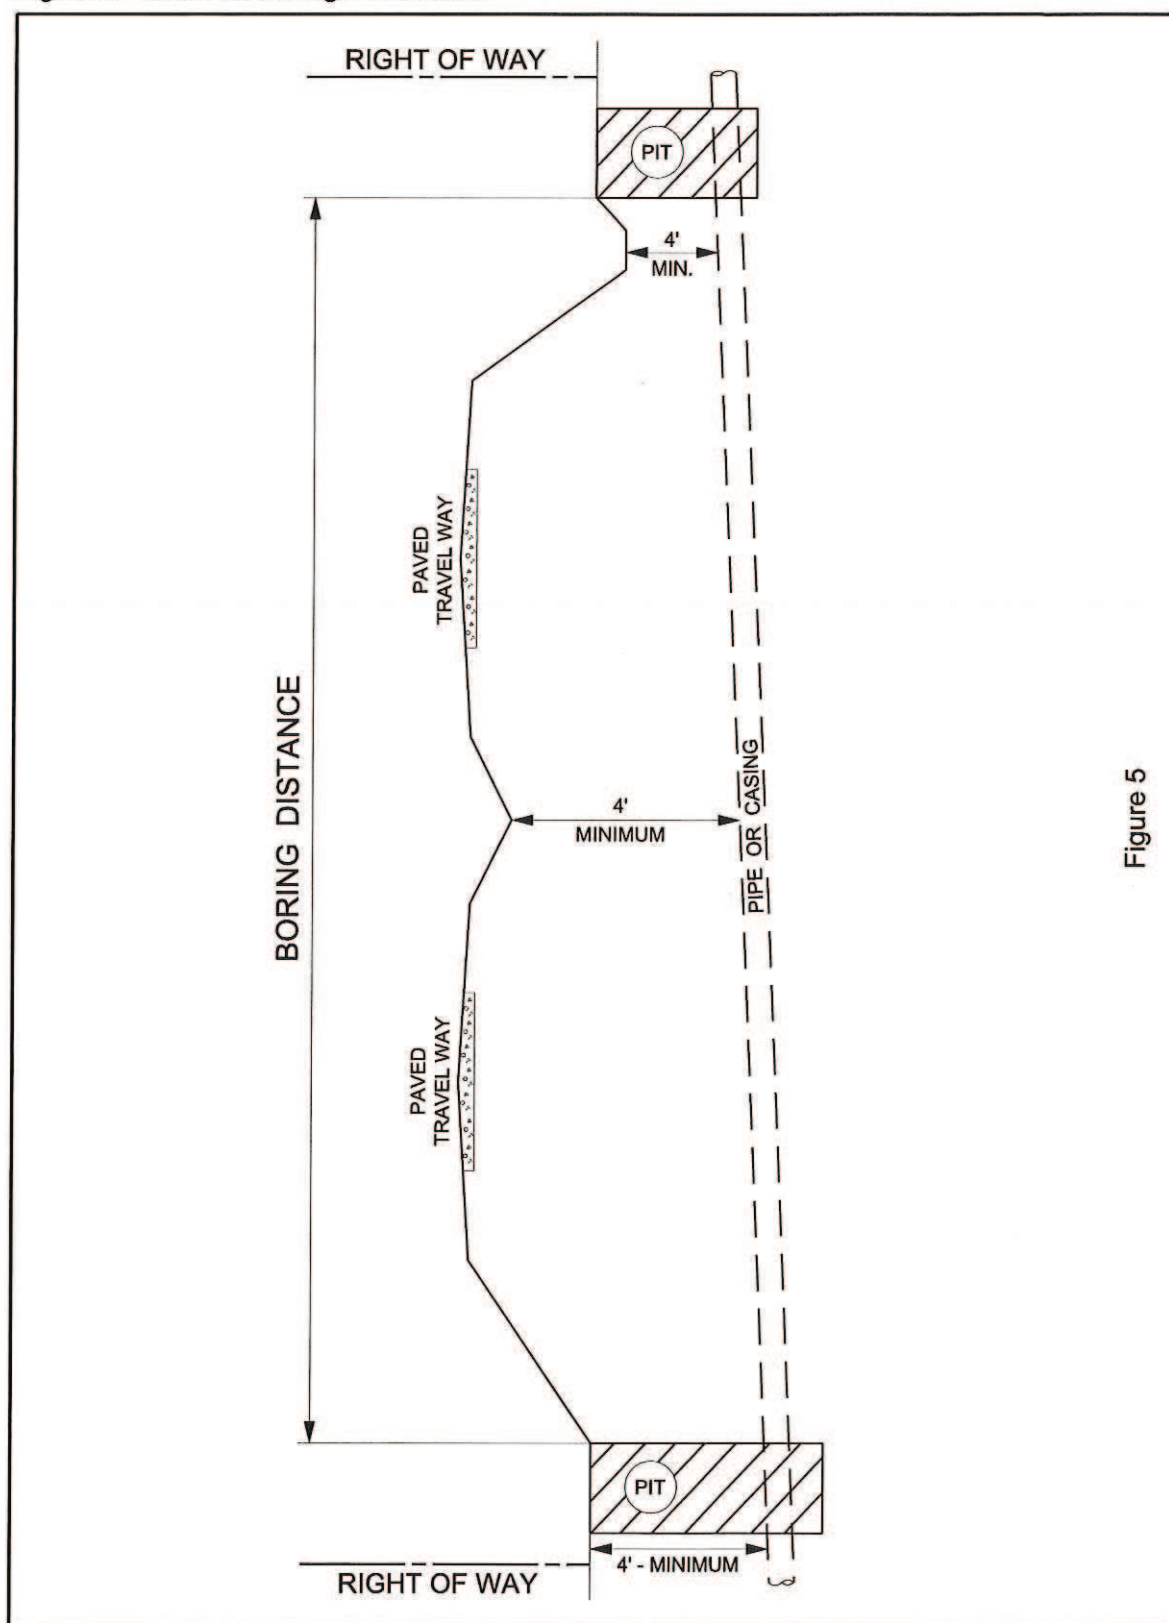 RIGHT OF WAY
PIT
4'
MIN.
PAVED
TRAVEL WAY
BORING DISTANCE
4'
MINIMUM
PIPE OR CASING
Figure 5
PAVED
TRAVEL WAY
PIT
4' - MINIMUM
RIGHT OF WAY